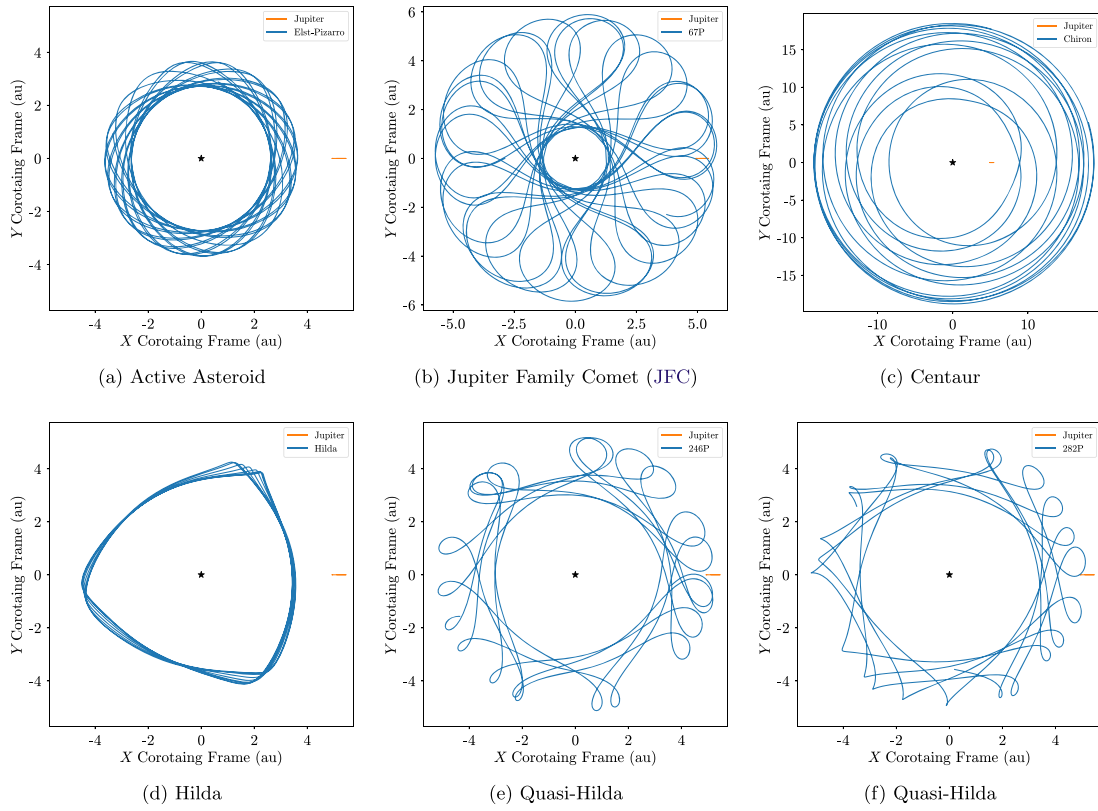 Jupiter
Elst-Pizarro
4
2
0
-2
-4
Y Corotaing Frame (au)
-4
-2
0
2
4
X Corotaing Frame (au)
(a) Active Asteroid
Jupiter
67P
6
4
2
0
-2
-4
-6
Y Corotaing Frame (au)
-5.0
-2.5
0.0
2.5
5.0
X Corotaing Frame (au)
(b) Jupiter Family Comet (JFC)
Jupiter
Chiron
15
10
5
0
-5
-10
-15
Y Corotaing Frame (au)
-10
0
10
X Corotaing Frame (au)
(c) Centaur
Jupiter
Hilda
4
2
0
-2
-4
Y Corotaing Frame (au)
-4
-2
0
2
4
X Corotaing Frame (au)
(d) Hilda
Jupiter
246P
4
2
0
-2
-4
Y Corotaing Frame (au)
-4
-2
0
2
4
X Corotaing Frame (au)
(e) Quasi-Hilda
Jupiter
282P
4
2
0
-2
-4
Y Corotaing Frame (au)
-4
-2
0
2
4
X Corotaing Frame (au)
(f) Quasi-Hilda